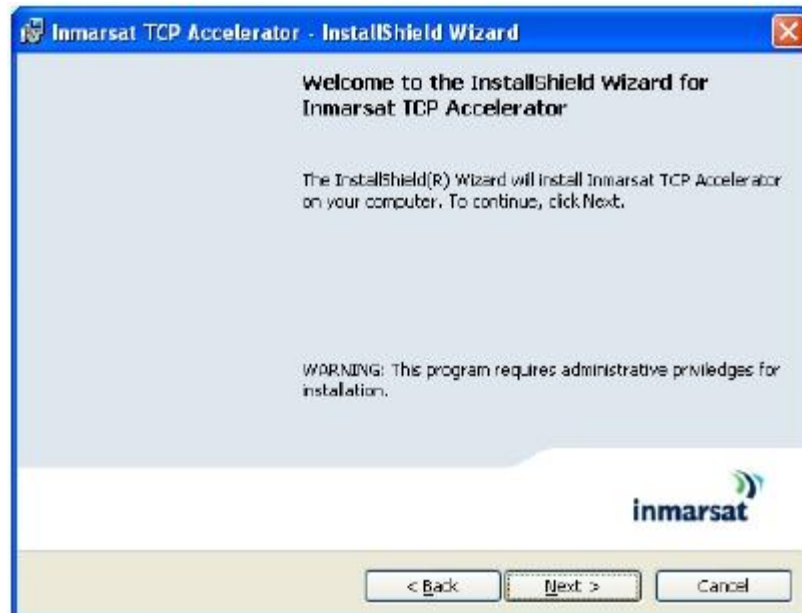 Inmarsat TCP Accelerator - InstallShield Wizard
Welcome to the InstallShield Wizard for
Inmarsat TCP Accelerator
The InstallShield(R) Wizard will install Inmarsat TCP Accelerator
on your computer. To continue, click Next.
WARNING: This program requires administrative priviledges for
installation.
inmarsat
< Back
Next >
Cancel